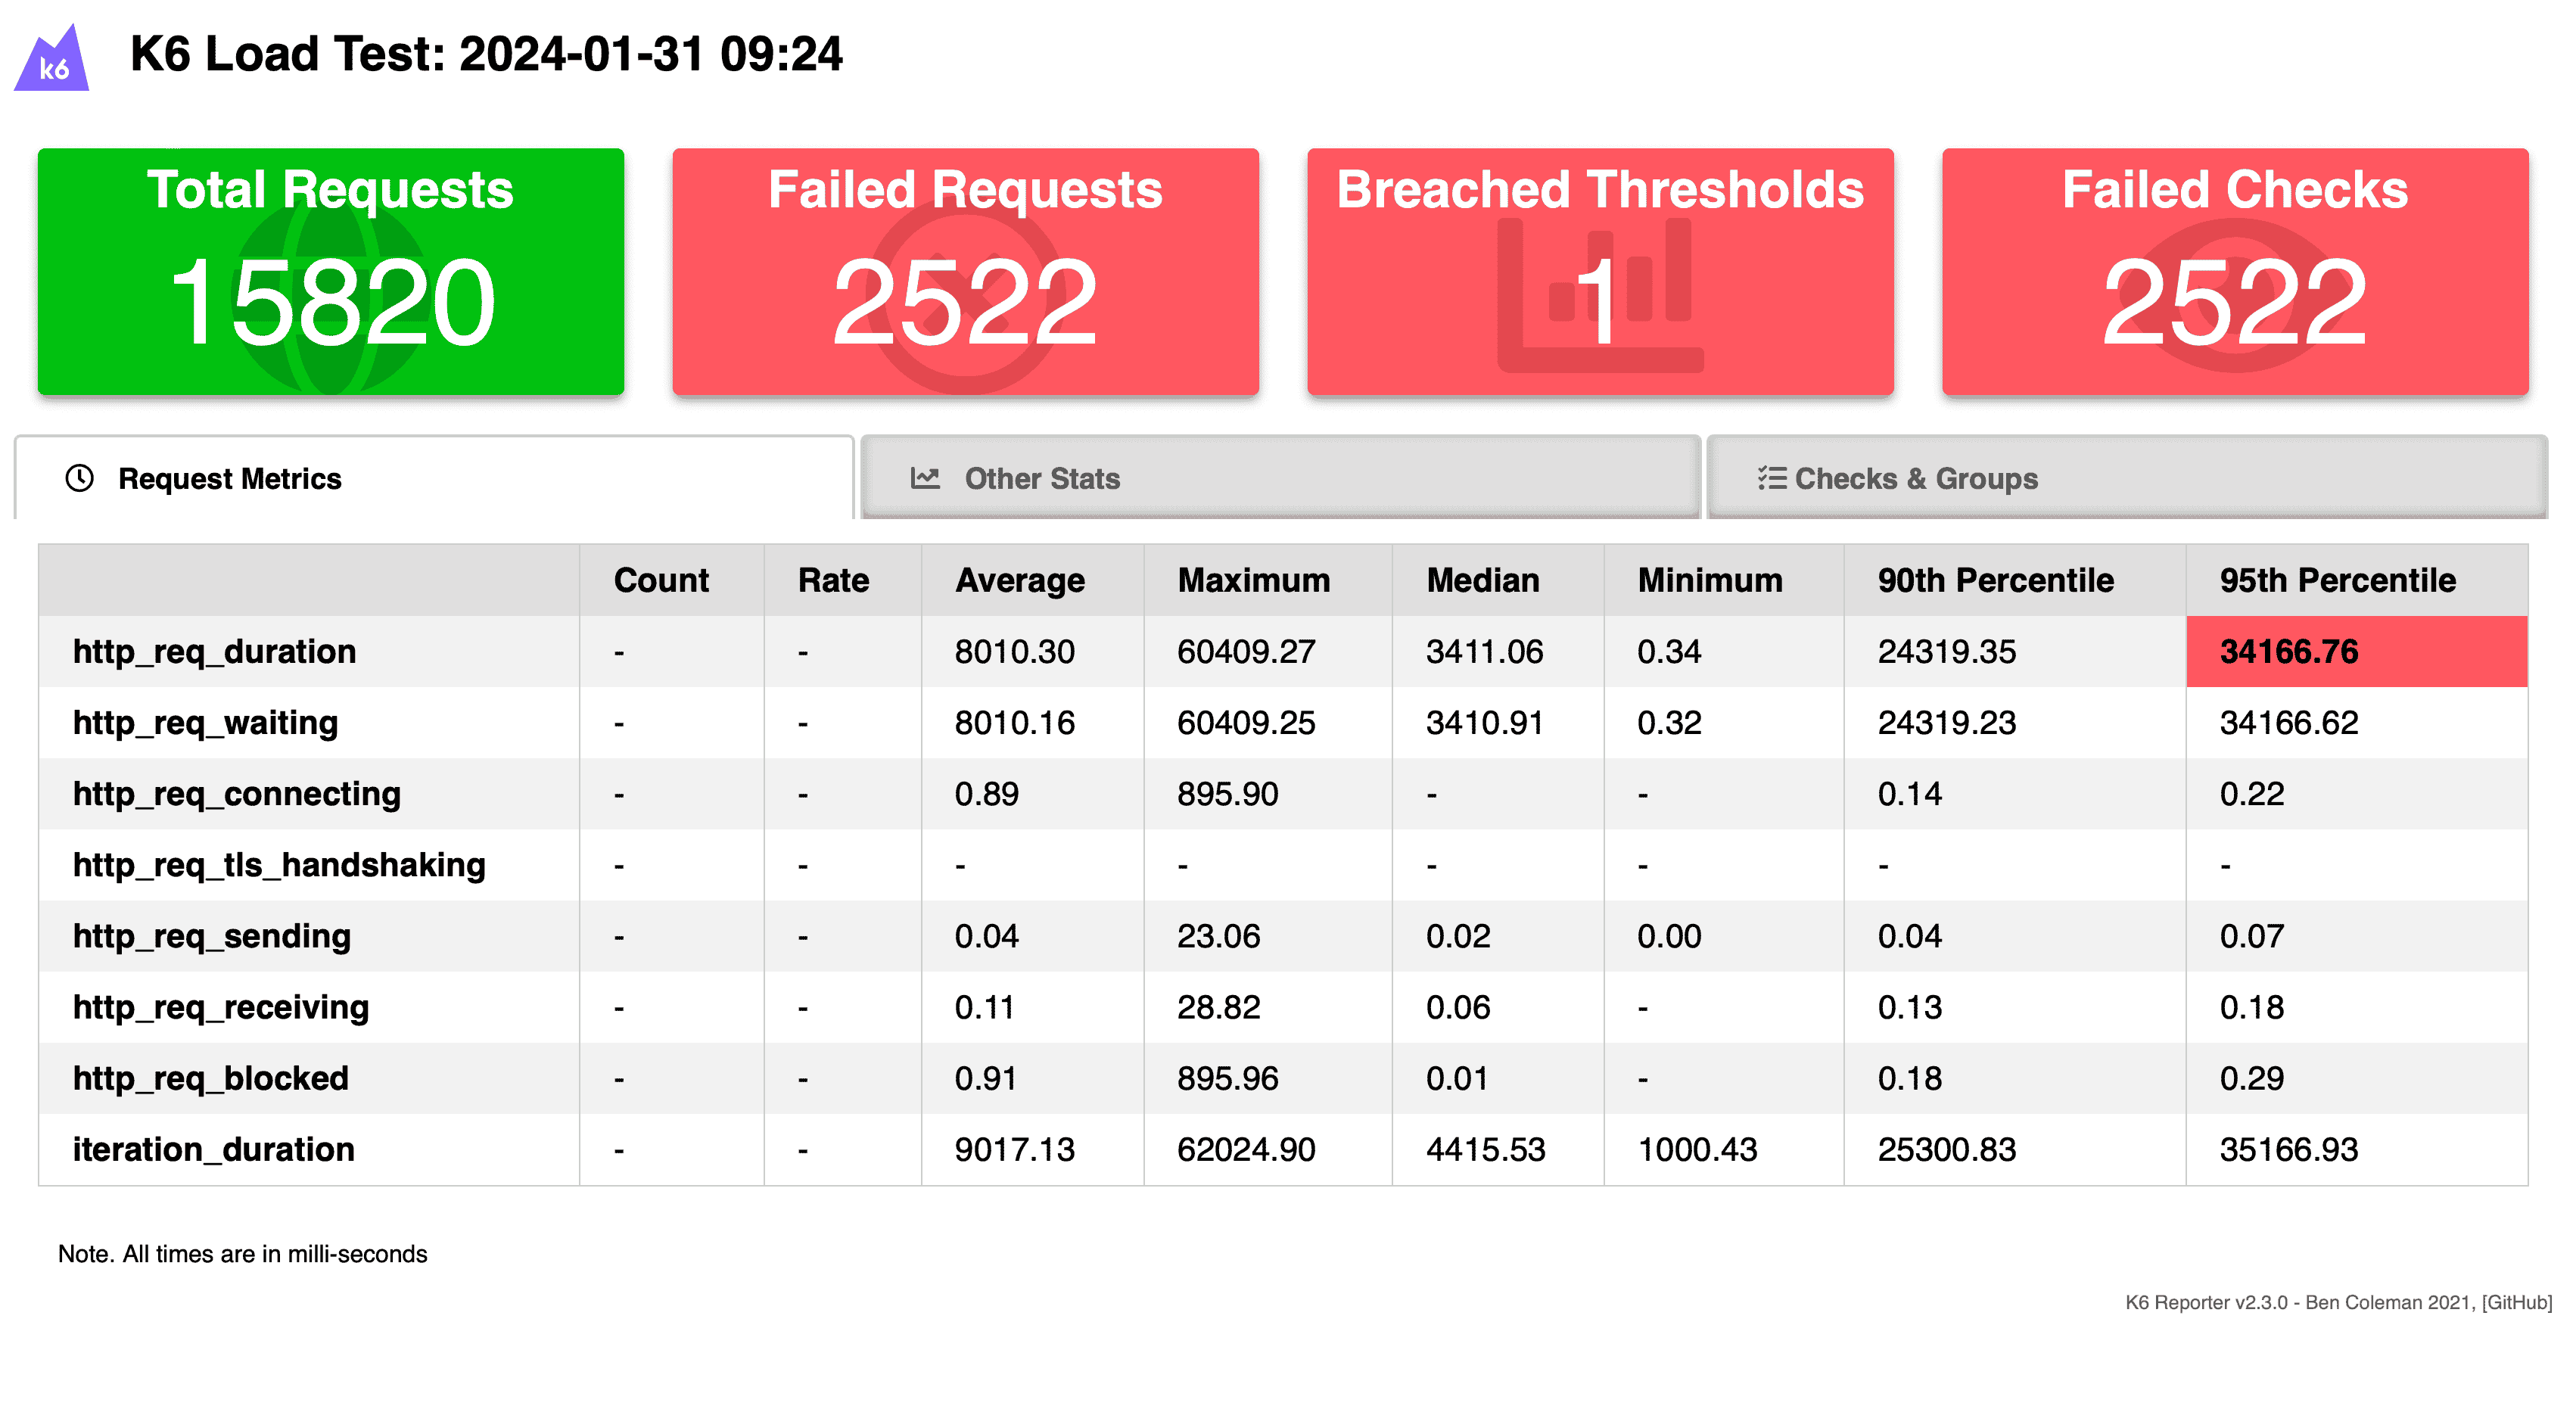 k6
K6 Load Test: 2024-01-31 09:24
Total Requests
15820
Failed Requests
2522
Breached Thresholds
1
Failed Checks
2522
Request Metrics
Other Stats
Checks & Groups
Count Rate Average Maximum Median Minimum 90th Percentile 95th Percentile
http_req_duration - - 8010.30 60409.27 3411.06 0.34 24319.35 34166.76
http_req_waiting - - 8010.16 60409.25 3410.91 0.32 24319.23 34166.62
http_req_connecting - - 0.89 895.90 - - 0.14 0.22
http_req_tls_handshaking - - - - - - - -
http_req_sending - - 0.04 23.06 0.02 0.00 0.04 0.07
http_req_receiving - - 0.11 28.82 0.06 - 0.13 0.18
http_req_blocked - - 0.91 895.96 0.01 - 0.18 0.29
iteration_duration - - 9017.13 62024.90 4415.53 1000.43 25300.83 35166.93
Note. All times are in milli-seconds
K6 Reporter v2.3.0 - Ben Coleman 2021, [GitHub]